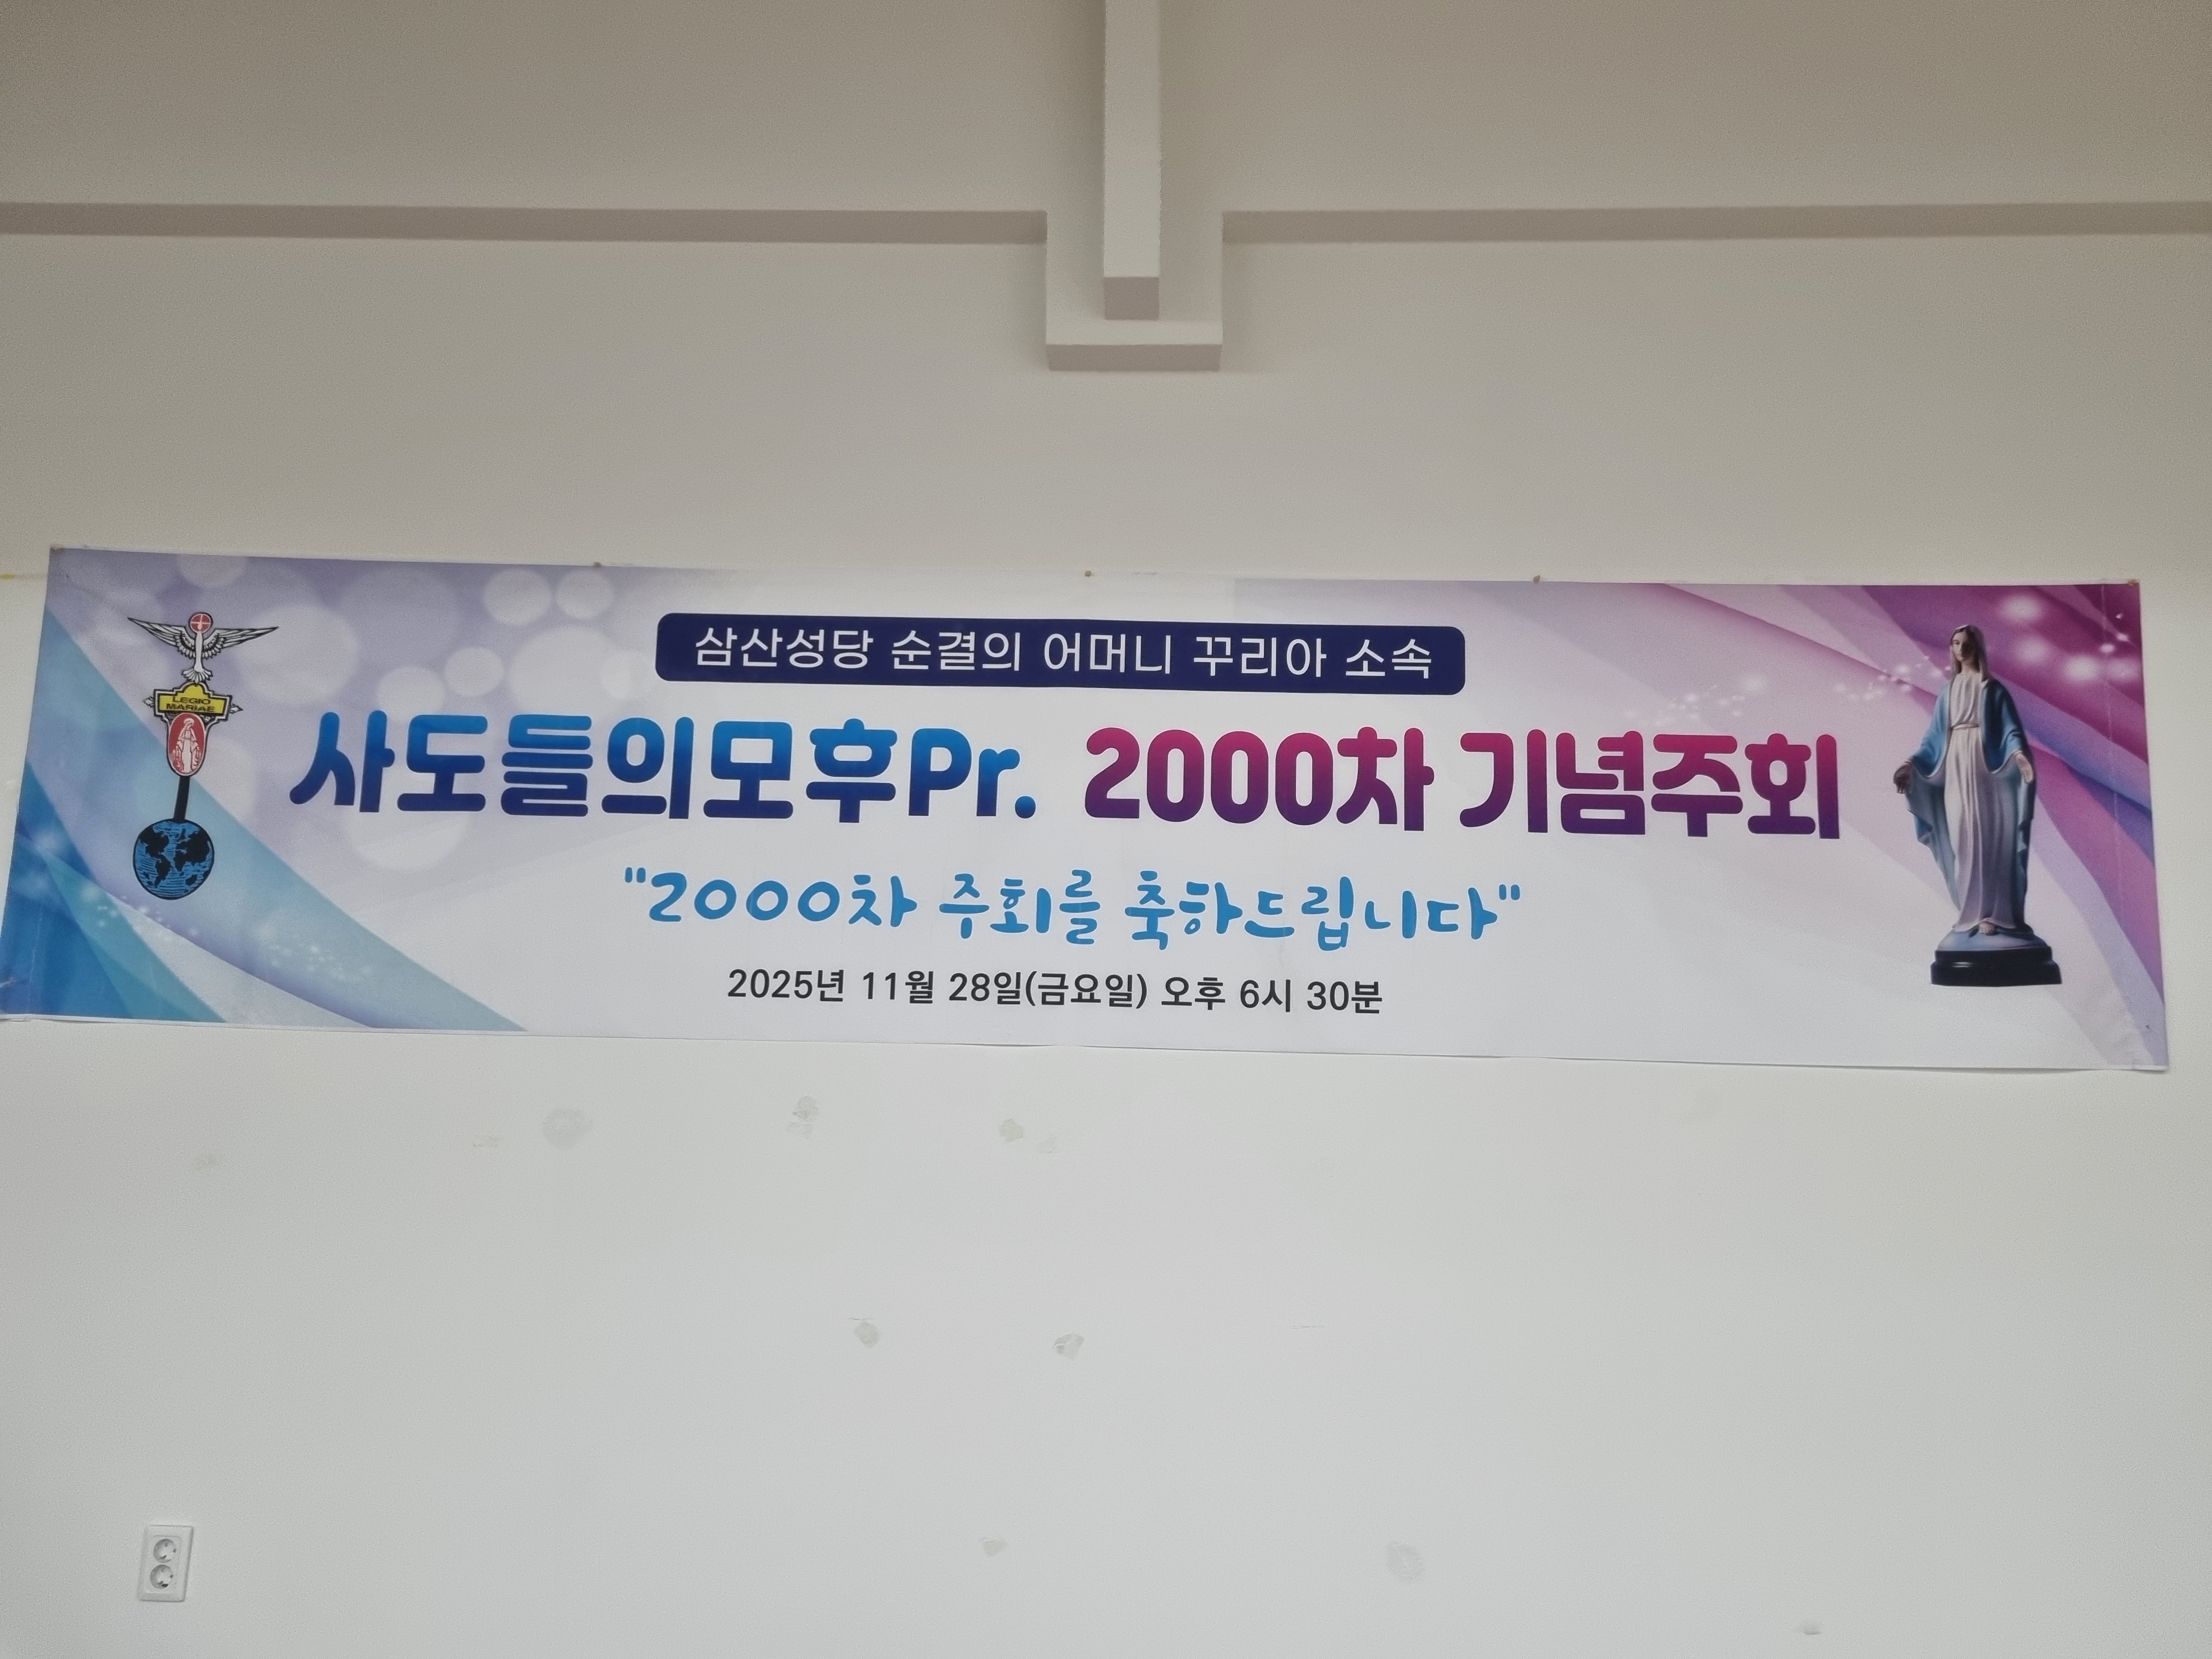 삼산성당 순결의 어머니 꾸리아 소속
LEGIO
MARIAE
사도들의모후Pr. 2000차 기념주회
"2000차 주회를 축하드립니다"
2025년 11월 28일(금요일) 오후 6시 30분